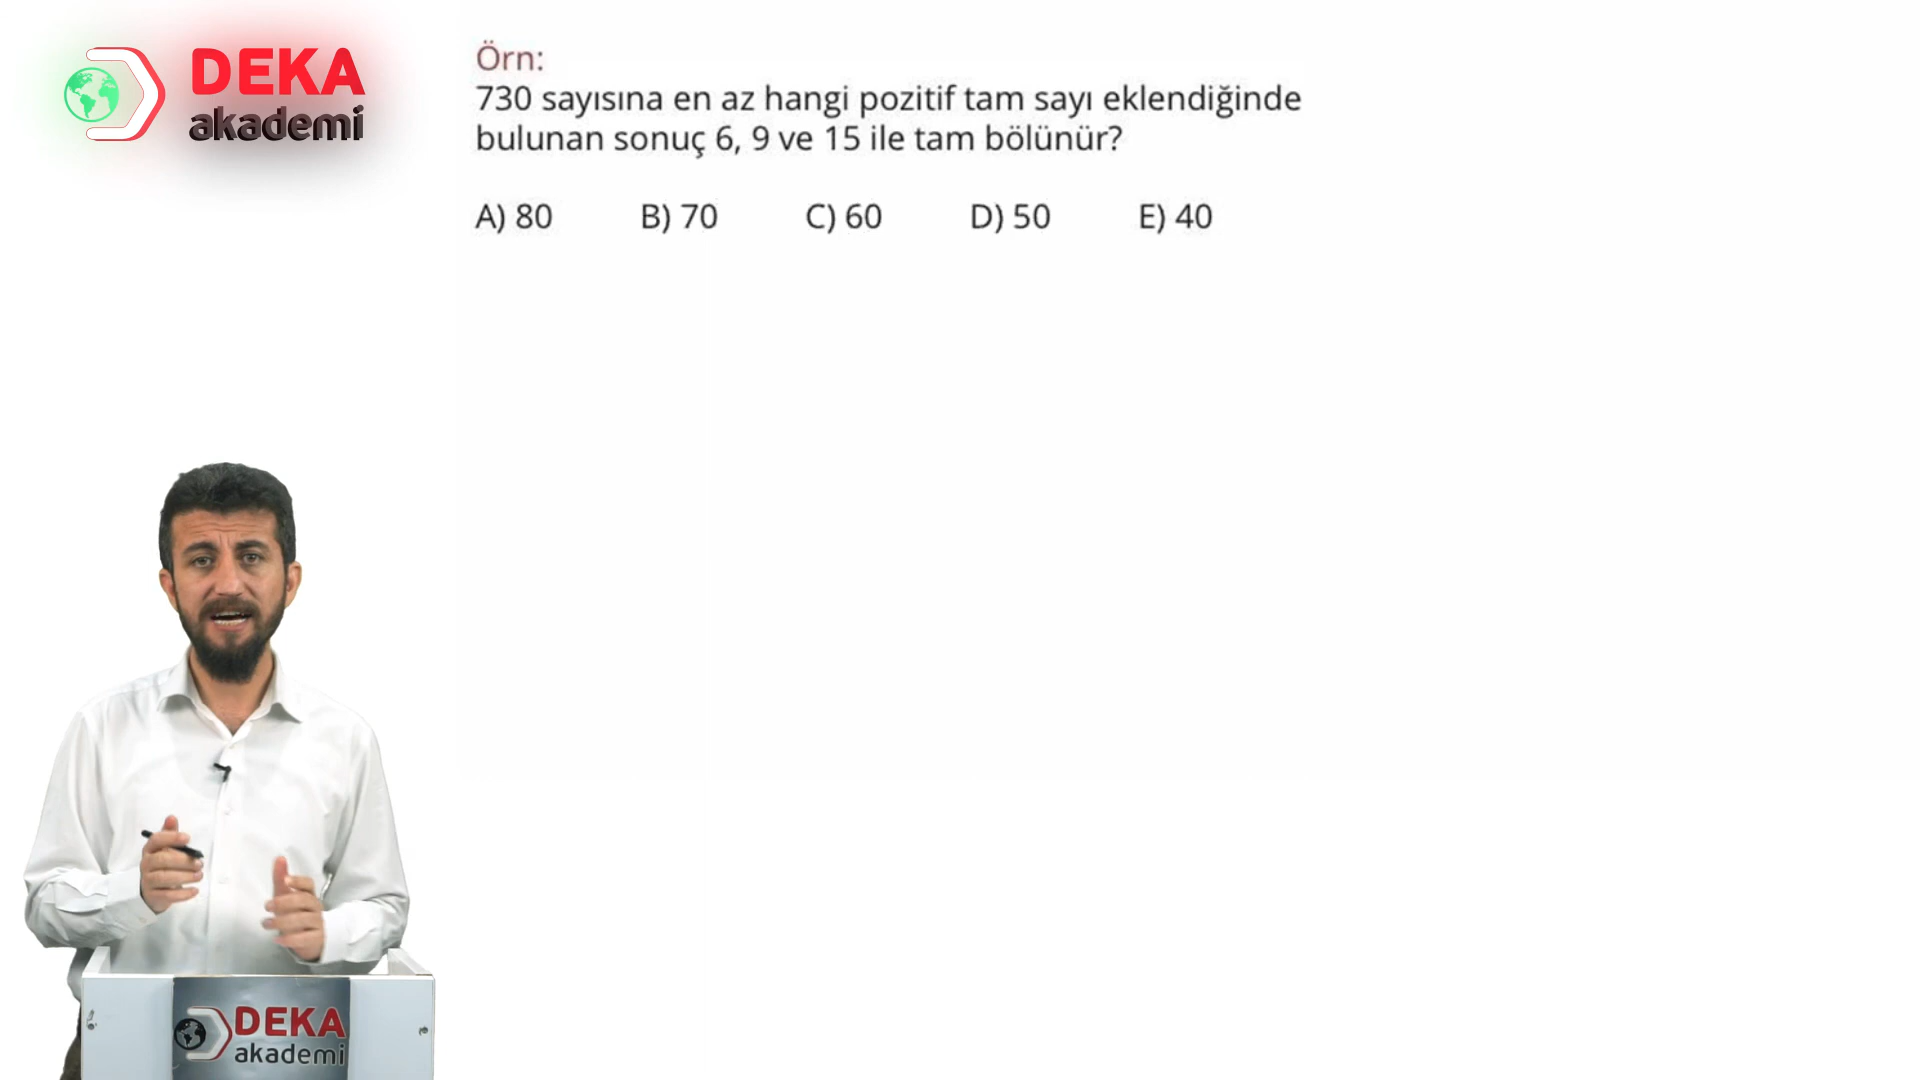 DEKA
akademi
Örn:
730 sayısına en az hangi pozitif tam sayı eklendiğinde
bulunan sonuç 6, 9 ve 15 ile tam bölünür?
A) 80 B) 70 C) 60 D) 50 E) 40
DEKA
akademi